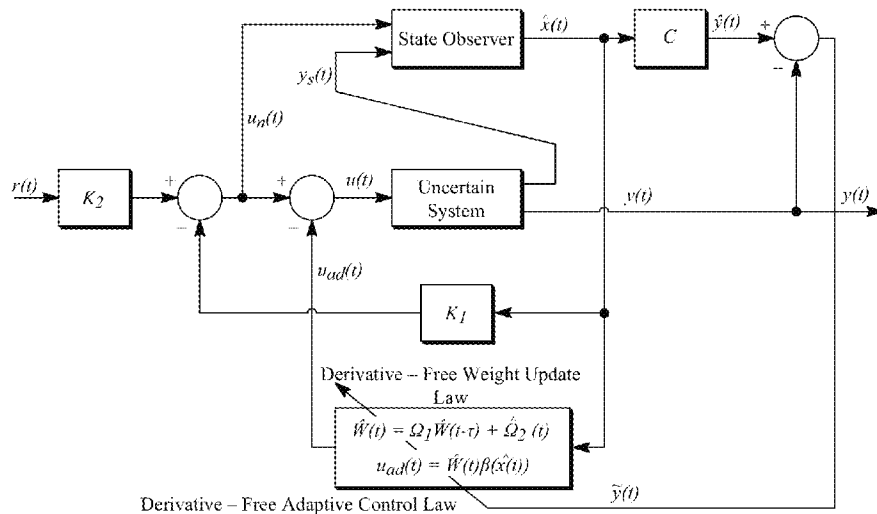 State Observer
x̂(t)
C
ŷ(t)
+
−
y_s(t)
u_n(t)
r(t)
K_2
+
−
+
−
u(t)
Uncertain
System
y(t)
y(t)
u_ad(t)
K_1
Derivative – Free Weight Update
Law
Ŵ(t) = Ω_1Ŵ(t-τ) + Ω̂_2(t)
u_ad(t) = Ŵ(t)β(x̂(t))
Derivative – Free Adaptive Control Law
ỹ(t)